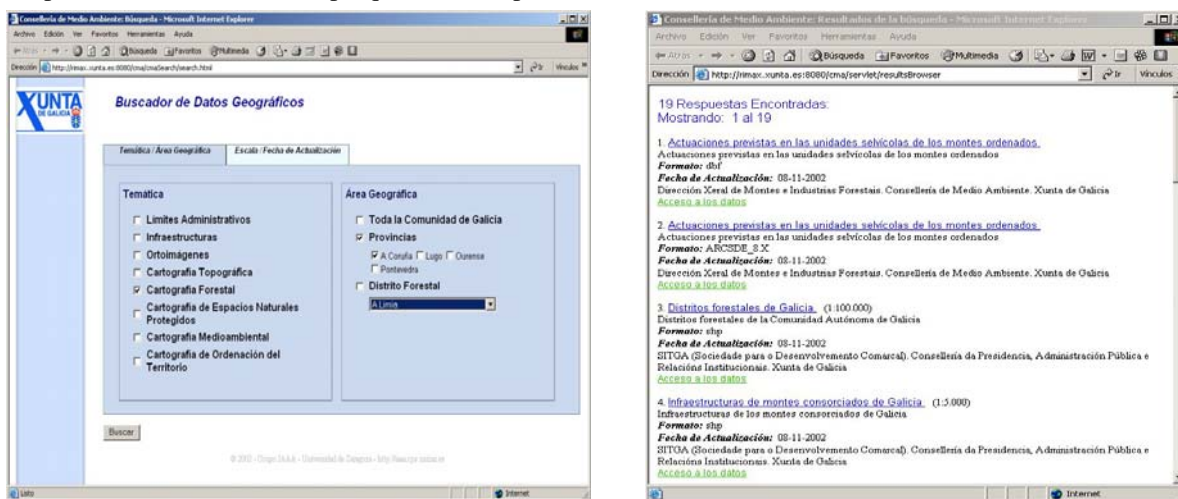 Consellería de Medio Ambiente: Búsqueda - Microsoft Internet Explorer
Archivo Edición Ver Favoritos Herramientas Ayuda
Búsqueda Favoritos Multimedia
Dirección
Ir Vínculos
XUNTA
DE GALICIA
Buscador de Datos Geográficos
Temática / Área Geográfica
Escala / Fecha de Actualización
Temática
Límites Administrativos
Infraestructuras
Ortoimágenes
Cartografía Topográfica
Cartografía Forestal
Cartografía de Espacios Naturales
Protegidos
Cartografía Medioambiental
Cartografía de Ordenación del
Territorio
Área Geográfica
Toda la Comunidad de Galicia
Provincias
A Coruña Lugo Ourense
Pontevedra
Distrito Forestal
A Limia
Buscar
Listo
Internet
Consellería de Medio Ambiente: Resultados de la búsqueda - Microsoft Internet Explorer
Archivo Edición Ver Favoritos Herramientas Ayuda
Atrás Búsqueda Favoritos Multimedia
Dirección http://rimax.xunta.es:8080/cma/servlet/resultsBrowser Ir Vínculos
19 Respuestas Encontradas:
Mostrando: 1 al 19
1. Actuaciones previstas en las unidades selvícolas de los montes ordenados
Actuaciones previstas en las unidades selvícolas de los montes ordenados
Formato: dbf
Fecha de Actualización: 08-11-2002
Dirección Xeral de Montes e Industrias Forestais. Consellería de Medio Ambiente. Xunta de Galicia
Acceso a los datos
2. Actuaciones previstas en las unidades selvícolas de los montes ordenados
Actuaciones previstas en las unidades selvícolas de los montes ordenados
Formato: ARCSDE_8.X
Fecha de Actualización: 08-11-2002
Dirección Xeral de Montes e Industrias Forestais. Consellería de Medio Ambiente. Xunta de Galicia
Acceso a los datos
3. Distritos forestales de Galicia (1:100.000)
Distritos forestales de la Comunidad Autónoma de Galicia
Formato: shp
Fecha de Actualización: 08-11-2002
SITGA (Sociedade para o Desenvolvemento Comarcal). Consellería da Presidencia, Administración Pública e
Relacións Institucionais. Xunta de Galicia
Acceso a los datos
4. Infraestructuras de montes consorciados de Galicia (1:5.000)
Infraestructuras de los montes consorciados de Galicia
Formato: shp
Fecha de Actualización: 08-11-2002
SITGA (Sociedade para o Desenvolvemento Comarcal). Consellería da Presidencia, Administración Pública e
Relacións Institucionais. Xunta de Galicia
Acceso a los datos
Internet